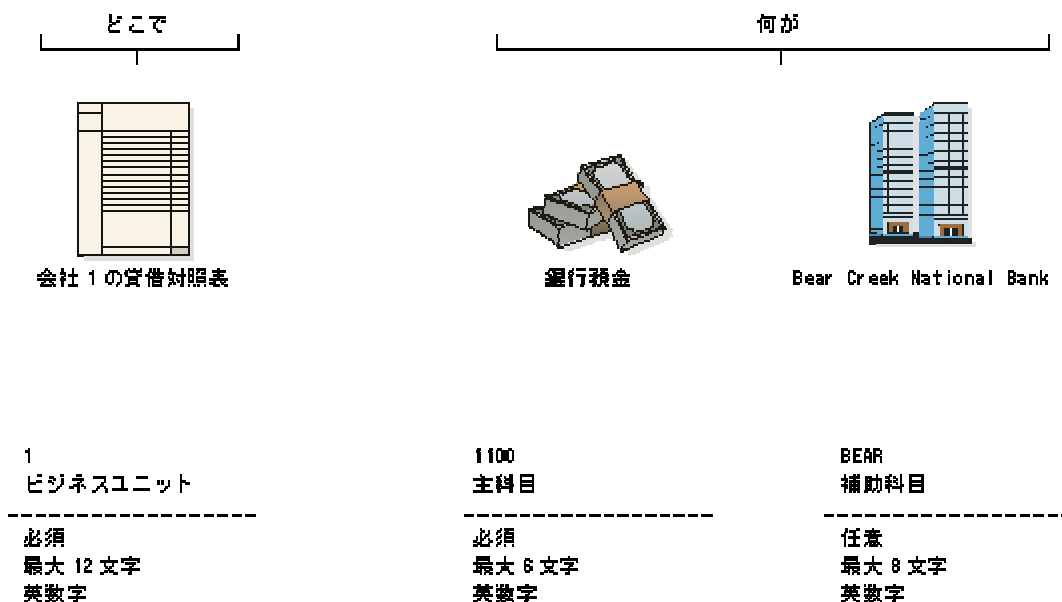 どこで
何が
会社 1 の貸借対照表
銀行預金
Bear Creek National Bank
1
ビジネスユニット
必須
最大 12 文字
英数字
1100
主科目
必須
最大 6 文字
英数字
BEAR
補助科目
任意
最大 8 文字
英数字